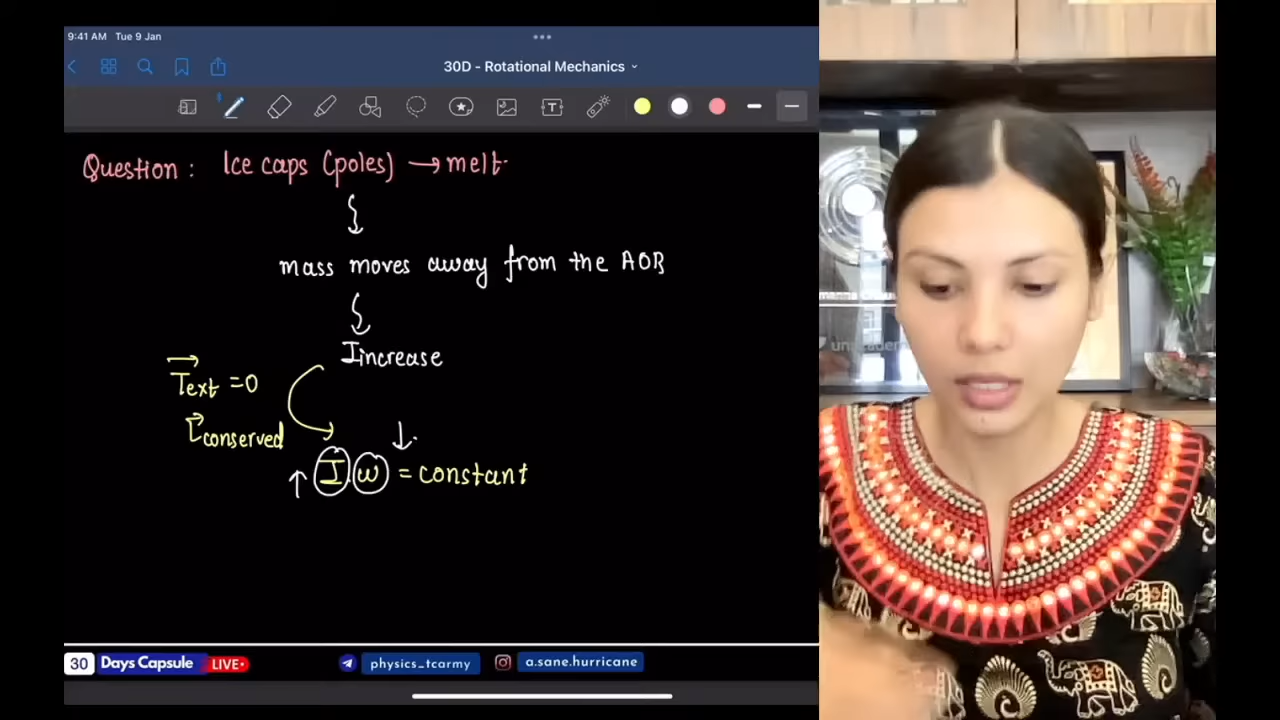 9:41 AM Tue 9 Jan
30D - Rotational Mechanics
Question : Ice caps (poles) → melt
mass moves away from the AOR
Increase
Text = 0
L conserved
↑ I . ω ↓ = constant
30 Days Capsule LIVE
physics_tcarmy
a.sane.hurricane